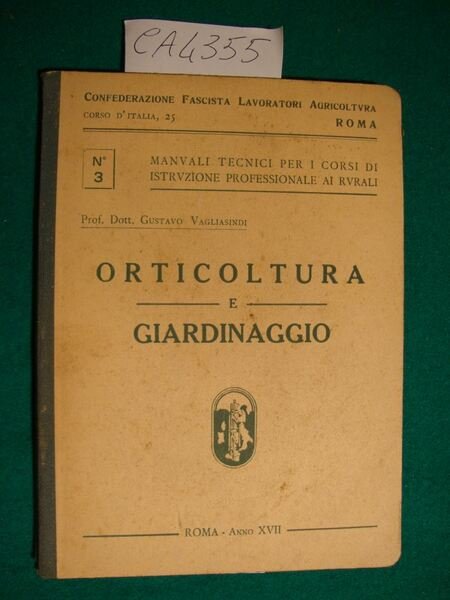 CA4355
CONFEDERAZIONE FASCISTA LAVORATORI AGRICOLTVRA
CORSO D'ITALIA, 25
ROMA
N° 3
MANVALI TECNICI PER I CORSI DI
ISTRVZIONE PROFESSIONALE AI RVRALI
Prof. Dott. GUSTAVO VAGLIASINDI
ORTICOLTURA
E
GIARDINAGGIO
ROMA - ANNO XVII